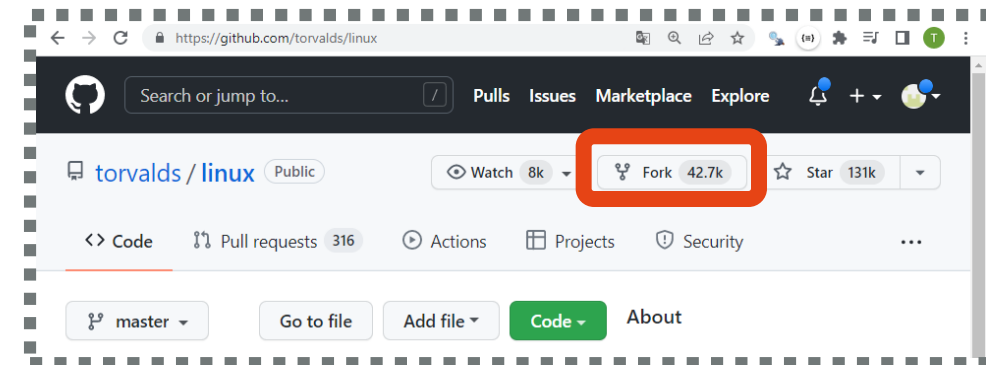 https://github.com/torvalds/linux T
Search or jump to... / Pulls Issues Marketplace Explore
torvalds / linux Public Watch 8k Fork 42.7k Star 131k
<> Code Pull requests 316 Actions Projects Security ...
master Go to file Add file Code About